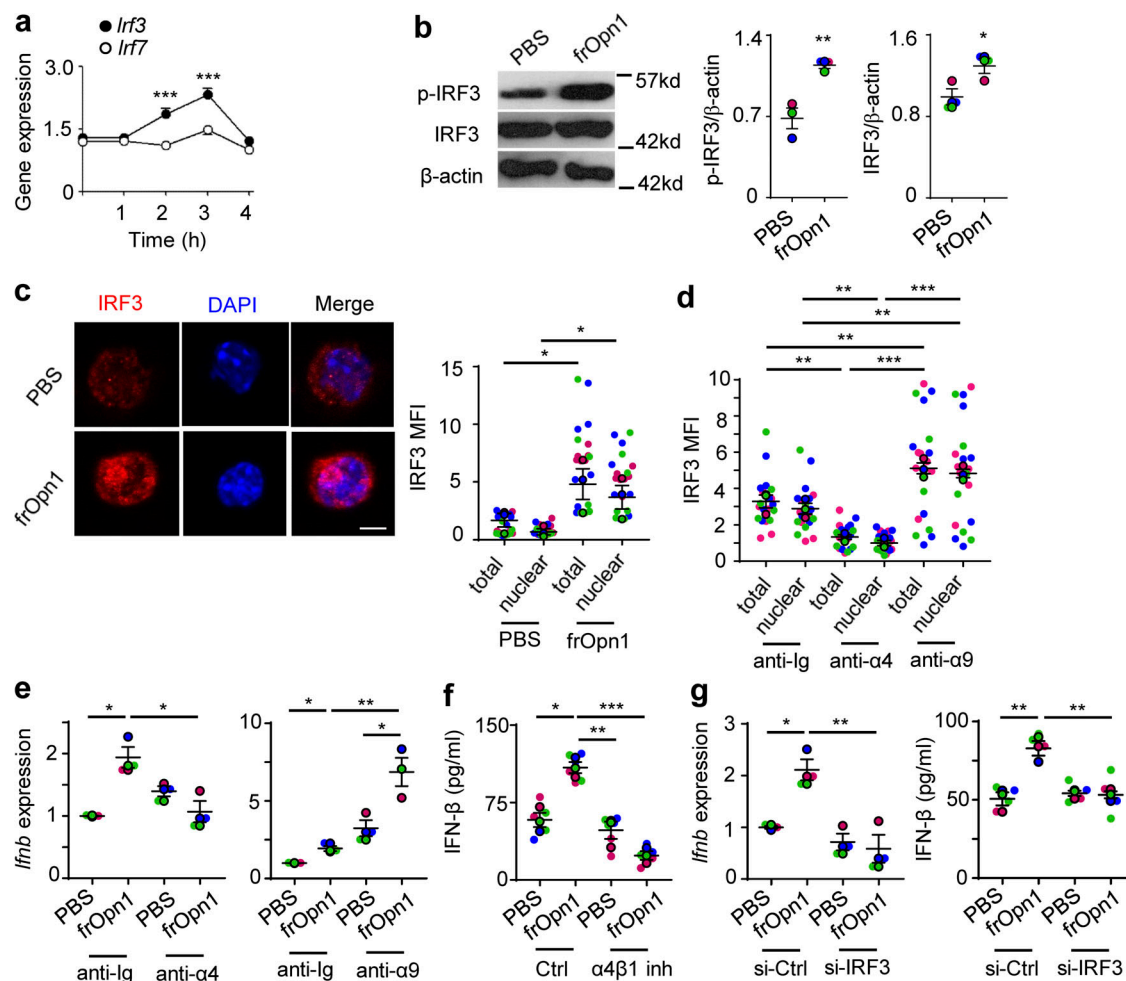 a
Irf3
Irf7
Gene expression
3.0
1.5
0
***
***
1 2 3 4
Time (h)
b
PBS
frOpn1
p-IRF3
IRF3
β-actin
57kd
42kd
42kd
p-IRF3/β-actin
1.4
0.7
0
**
PBS
frOpn1
IRF3/β-actin
1.6
0.8
0
*
PBS
frOpn1
c
IRF3
DAPI
Merge
PBS
frOpn1
IRF3 MFI
15
10
5
0
*
*
total
nuclear
total
nuclear
PBS
frOpn1
d
** ***
**
**
** ***
IRF3 MFI
10
8
6
4
2
0
total
nuclear
total
nuclear
total
nuclear
anti-Ig
anti-α4
anti-α9
e
Ifnb expression
2
1
0
* *
PBS
frOpn1
PBS
frOpn1
anti-Ig
anti-α4
10
5
0
* **
*
PBS
frOpn1
PBS
frOpn1
anti-Ig
anti-α9
f
IFN-β (pg/ml)
150
75
0
* ***
**
PBS
frOpn1
PBS
frOpn1
Ctrl
α4β1 inh
g
Ifnb expression
3
2
1
0
* **
PBS
frOpn1
PBS
frOpn1
si-Ctrl
si-IRF3
IFN-β (pg/ml)
100
50
0
** **
PBS
frOpn1
PBS
frOpn1
si-Ctrl
si-IRF3